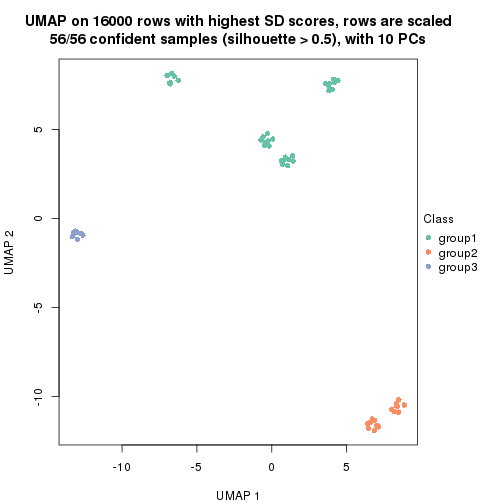 UMAP on 16000 rows with highest SD scores, rows are scaled
56/56 confident samples (silhouette > 0.5), with 10 PCs
5
0
-5
-10
UMAP 2
-10
-5
0
5
UMAP 1
Class
group1
group2
group3